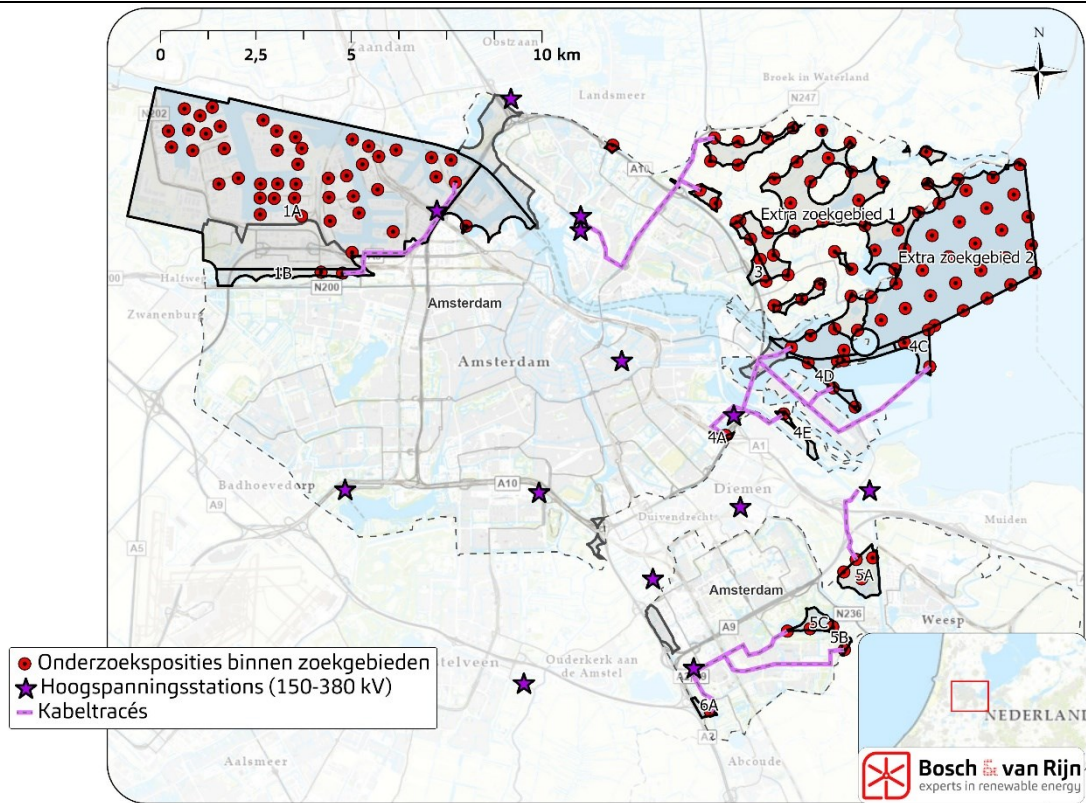 0 2,5 5 10 km
N
Zaandam
Oostzaan
Landsmeer
Broek in Waterland
N247
N202
A10
1A
Extra zoekgebied 1
Extra zoekgebied 2
3
1B
N200
Haltweg
Zwanenburg
Amsterdam
Amsterdam
4C
4D
4A
4E
A1
Badhoevedorp
A9
A10
Diemen
Duivendrecht
Muiden
A5
5A
Amsterdam
N236
Weesp
A9
5C
5B
Ouderkerk aan
de Amstel
6A
A2
Abcoude
Aalsmeer
Onderzoeksposities binnen zoekgebieden
Hoogspanningsstations (150-380 kV)
Kabeltracés
NEDERLAN
Bosch & van Rijn
experts in renewable energy